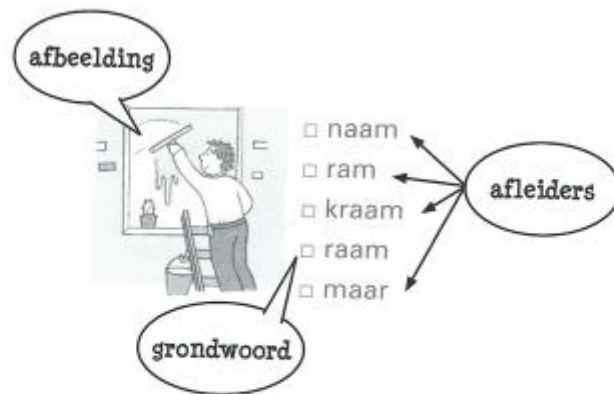 afbeelding
naam
ram
kraam
raam
maar
afleiders
grondwoord